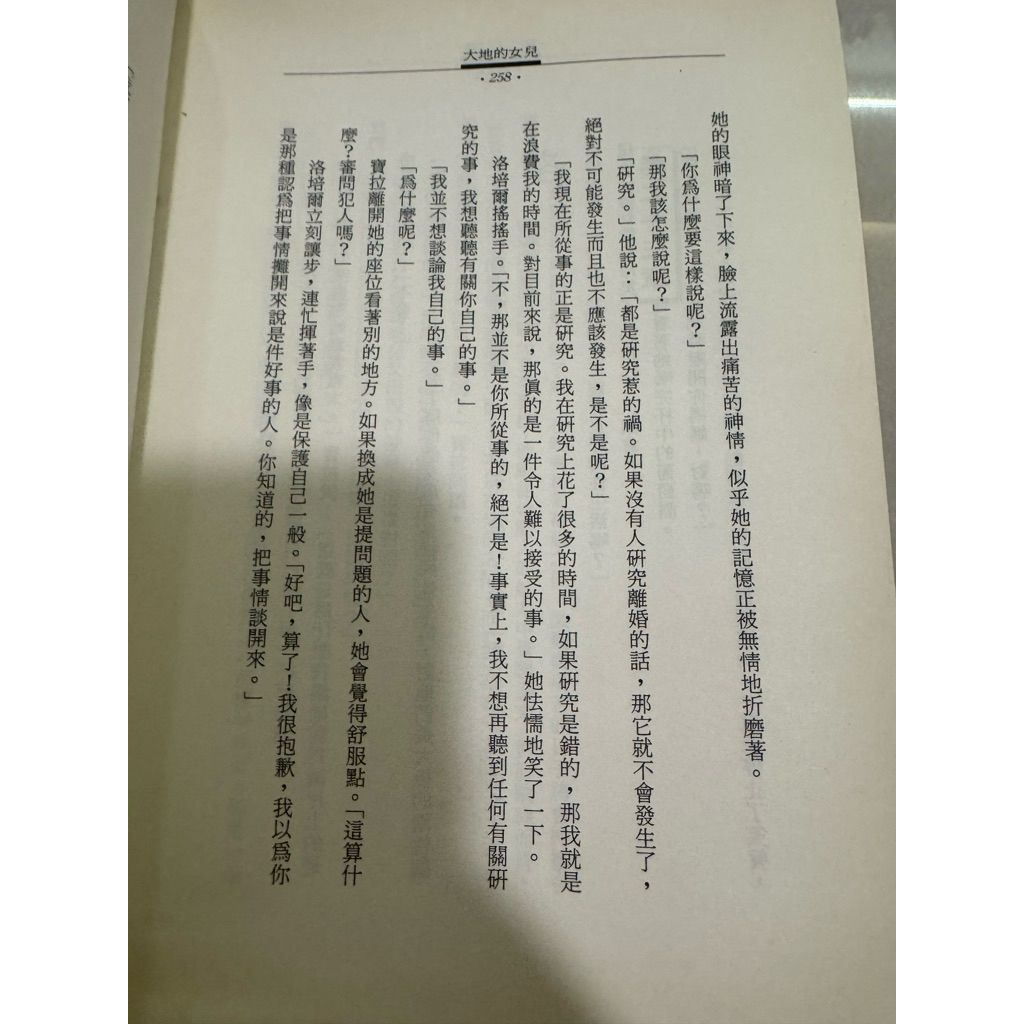 大地的女兒
・258・
她的眼神暗了下來，臉上流露出痛苦的神情，似乎她的記憶正被無情地折磨著。
「你為什麼要這樣說呢？」
「那我該怎麼說呢？」
「研究。」他說：「都是研究惹的禍。如果沒有人研究離婚的話，那它就不會發生了，
絕對不可能發生而且也不應該發生，是不是呢？」
「我現在所從事的正是研究。我在研究上花了很多的時間，如果研究是錯的，那我就是
在浪費我的時間。對目前來說，那真的是一件令人難以接受的事。」她怯懦地笑了一下。
洛培爾搖搖手。「不，那並不是你所從事的，絕不是！事實上，我不想再聽到任何有關研
究的事，我想聽聽有關你自己的事。」
「我並不想談論我自己的事。」
「為什麼呢？」
寶拉離開她的座位看著別的地方。如果換成她是提問題的人，她會覺得舒服點。「這算什
麼？審問犯人嗎？」
洛培爾立刻讓步，連忙揮著手，像是保護自己一般。「好吧，算了！我很抱歉，我以為你
是那種認為把事情攤開來說是件好事的人。你知道的，把事情談開來。」